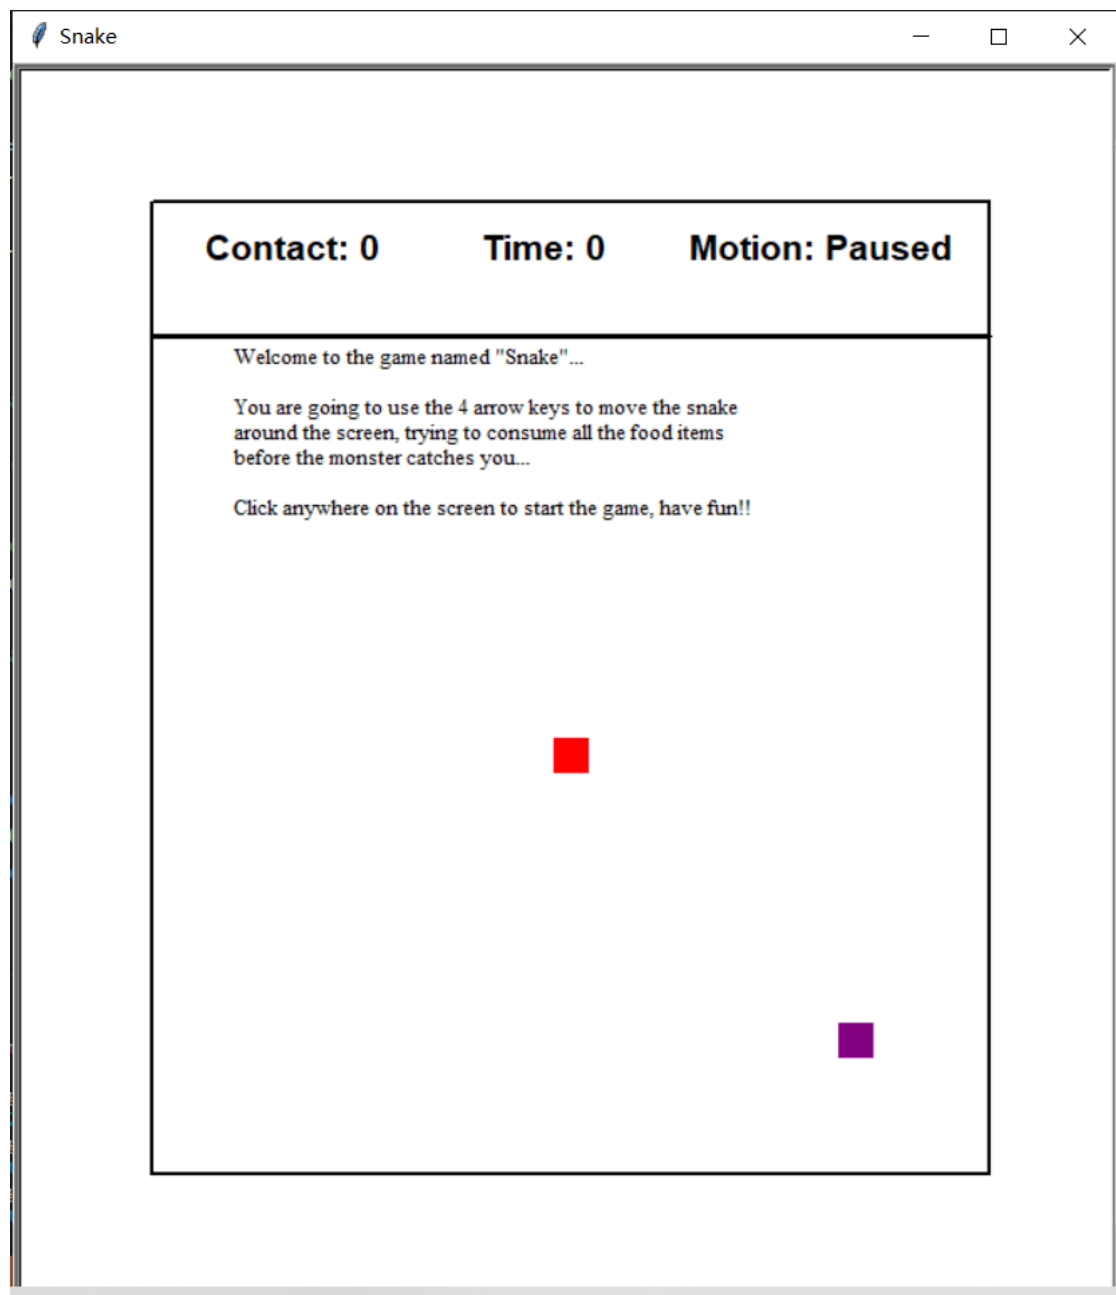 Snake
Contact: 0 Time: 0 Motion: Paused
Welcome to the game named "Snake"...
You are going to use the 4 arrow keys to move the snake
around the screen, trying to consume all the food items
before the monster catches you...
Click anywhere on the screen to start the game, have fun!!